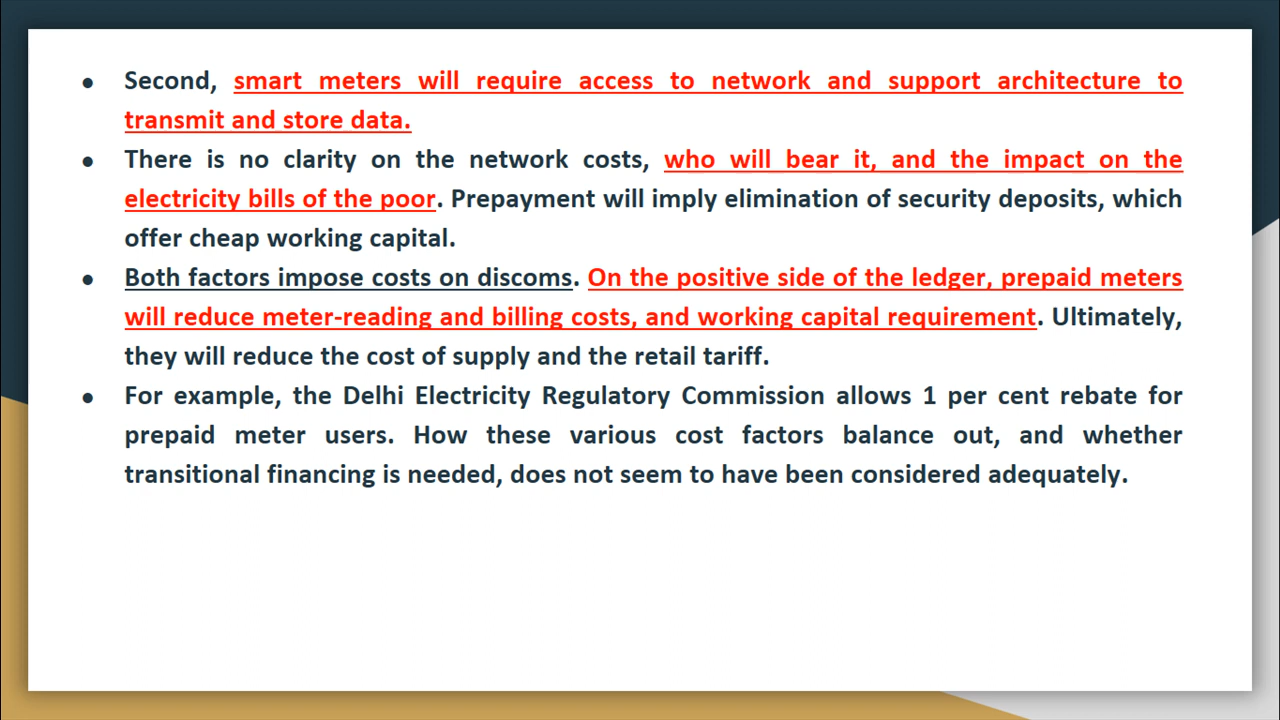 ● Second, smart meters will require access to network and support architecture to
transmit and store data.
● There is no clarity on the network costs, who will bear it, and the impact on the
electricity bills of the poor. Prepayment will imply elimination of security deposits, which
offer cheap working capital.
● Both factors impose costs on discoms. On the positive side of the ledger, prepaid meters
will reduce meter-reading and billing costs, and working capital requirement. Ultimately,
they will reduce the cost of supply and the retail tariff.
● For example, the Delhi Electricity Regulatory Commission allows 1 per cent rebate for
prepaid meter users. How these various cost factors balance out, and whether
transitional financing is needed, does not seem to have been considered adequately.